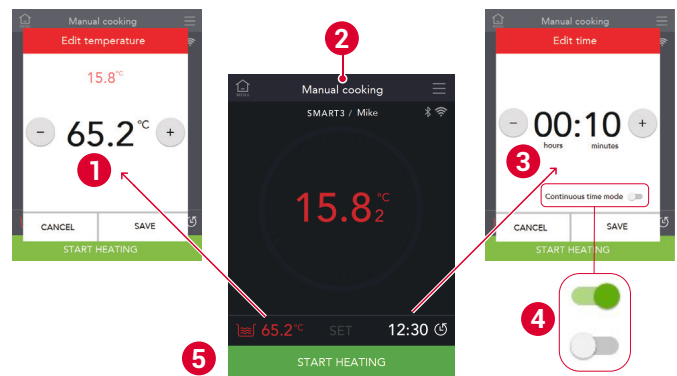 Manual cooking
MENU
Edit temperature
15.8°C
− 65.2°C +
1
CANCEL SAVE
START HEATING
2
MENU
Manual cooking
SMART3 / Mike
15.8°C
2
65.2°C SET 12:30
5
START HEATING
Manual cooking
Edit time
− 00:10 +
hours minutes
3
Continuous time mode
CANCEL SAVE
START HEATING
4